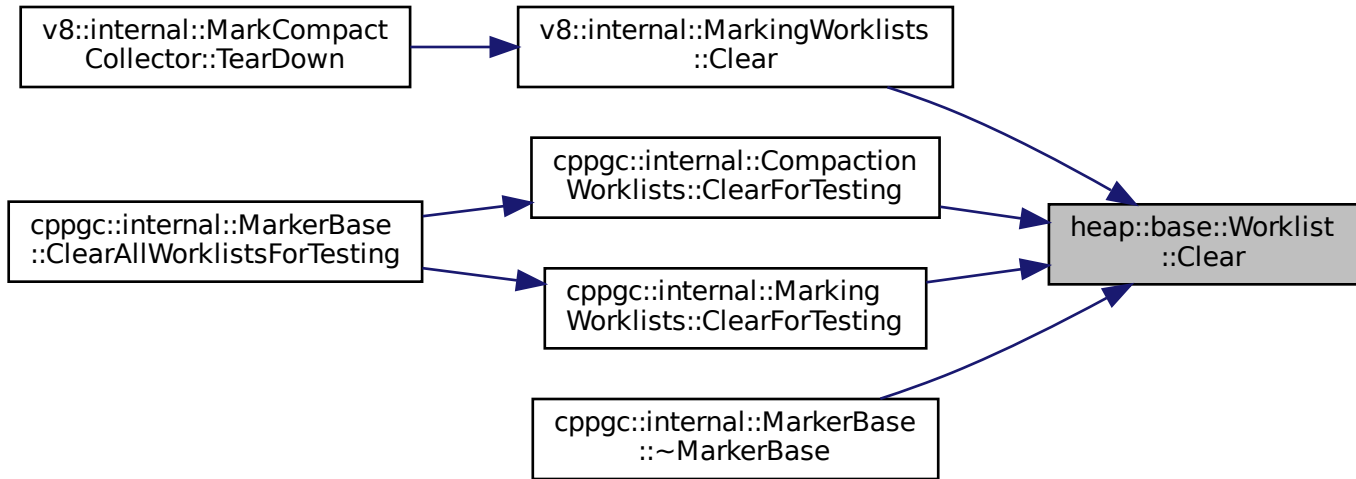 v8::internal::MarkCompact
Collector::TearDown
v8::internal::MarkingWorklists
::Clear
cppgc::internal::Compaction
Worklists::ClearForTesting
cppgc::internal::MarkerBase
::ClearAllWorklistsForTesting
heap::base::Worklist
::Clear
cppgc::internal::Marking
Worklists::ClearForTesting
cppgc::internal::MarkerBase
::~MarkerBase